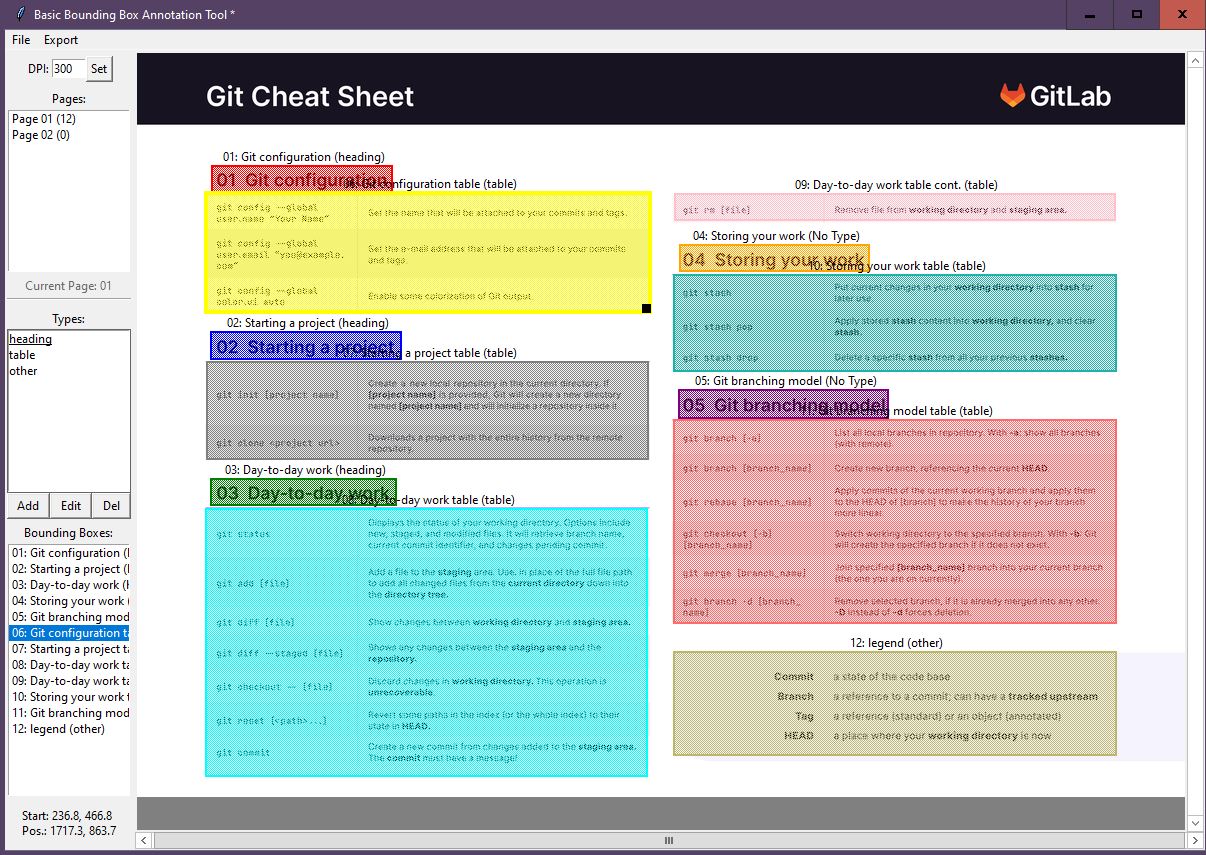 Basic Bounding Box Annotation Tool *
File Export
DPI: 300 Set
Pages:
Page 01 (12)
Page 02 (0)
Current Page: 01
Types:
heading
table
other
Add Edit Del
Bounding Boxes:
01: Git configuration (
02: Starting a project (
03: Day-to-day work (
04: Storing your work (
05: Git branching mod
06: Git configuration ta
07: Starting a project ta
08: Day-to-day work ta
09: Day-to-day work ta
10: Storing your work t
11: Git branching mod
12: legend (other)
Start: 236.8, 466.8
Pos.: 1717.3, 863.7
Git Cheat Sheet
GitLab
01: Git configuration (heading)
01 Git configuration
configuration table (table)
git config --global
user.name "Your Name"
Set the name that will be attached to your commits and tags.
git config --global
user.email "you@example.
com"
Set the e-mail address that will be attached to your commits
and tags.
git config --global
color.ui auto
Enable some colorization of Git output.
02: Starting a project (heading)
02 Starting a project
a project table (table)
git init [project name]
Create a new local repository in the current directory. If
[project name] is provided, Git will create a new directory
named [project name] and will initialize a repository inside it.
git clone <project url>
Downloads a project with the entire history from the remote
repository.
03: Day-to-day work (heading)
03 Day-to-day work
-day work table (table)
git status
Displays the status of your working directory. Options include
new, staged, and modified files. It will retrieve branch name,
current commit identifier, and changes pending commit.
git add [file]
Add a file to the staging area. Use. in place of the full file path
to add all changed files from the current directory down into
the directory tree.
git diff [file]
Show changes between working directory and staging area.
git diff --staged [file]
Shows any changes between the staging area and the
repository.
git checkout -- [file]
Discard changes in working directory. This operation is
unrecoverable.
git reset [<path>...]
Revert some paths in the index (or the whole index) to their
state in HEAD.
git commit
Create a new commit from changes added to the staging area.
The commit must have a message!
09: Day-to-day work table cont. (table)
git rm [file]
Remove file from working directory and staging area.
04: Storing your work (No Type)
04 Storing your work
10: Storing your work table (table)
git stash
Put current changes in your working directory into stash for
later use.
git stash pop
Apply stored stash content into working directory, and clear
stash.
git stash drop
Delete a specific stash from all your previous stashes.
05: Git branching model (No Type)
05 Git branching model
model table (table)
git branch [-a]
List all local branches in repository. With -a: show all branches
(with remote).
git branch [branch_name]
Create new branch, referencing the current HEAD.
git rebase [branch_name]
Apply commits of the current working branch and apply them
to the HEAD of [branch] to make the history of your branch
more linear.
git checkout [-b]
[branch_name]
Switch working directory to the specified branch. With -b: Git
will create the specified branch if it does not exist.
git merge [branch_name]
Join specified [branch_name] branch into your current branch
(the one you are on currently).
git branch -d [branch_
name]
Remove selected branch, if it is already merged into any other.
-D instead of -d forces deletion.
12: legend (other)
Commit a state of the code base
Branch a reference to a commit; can have a tracked upstream
Tag a reference (standard) or an object (annotated)
HEAD a place where your working directory is now